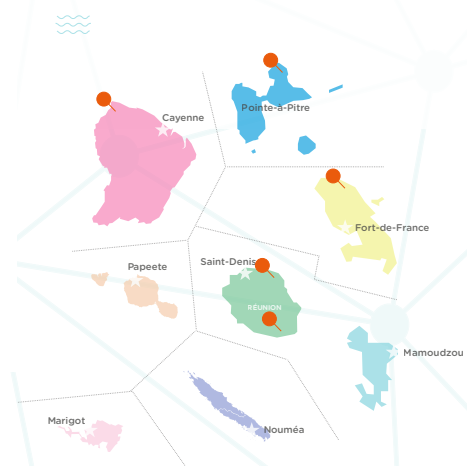 Cayenne
Pointe-à-Pitre
Fort-de-France
Saint-Denis
Papeete
RÉUNION
Mamoudzou
Marigot
Nouméa